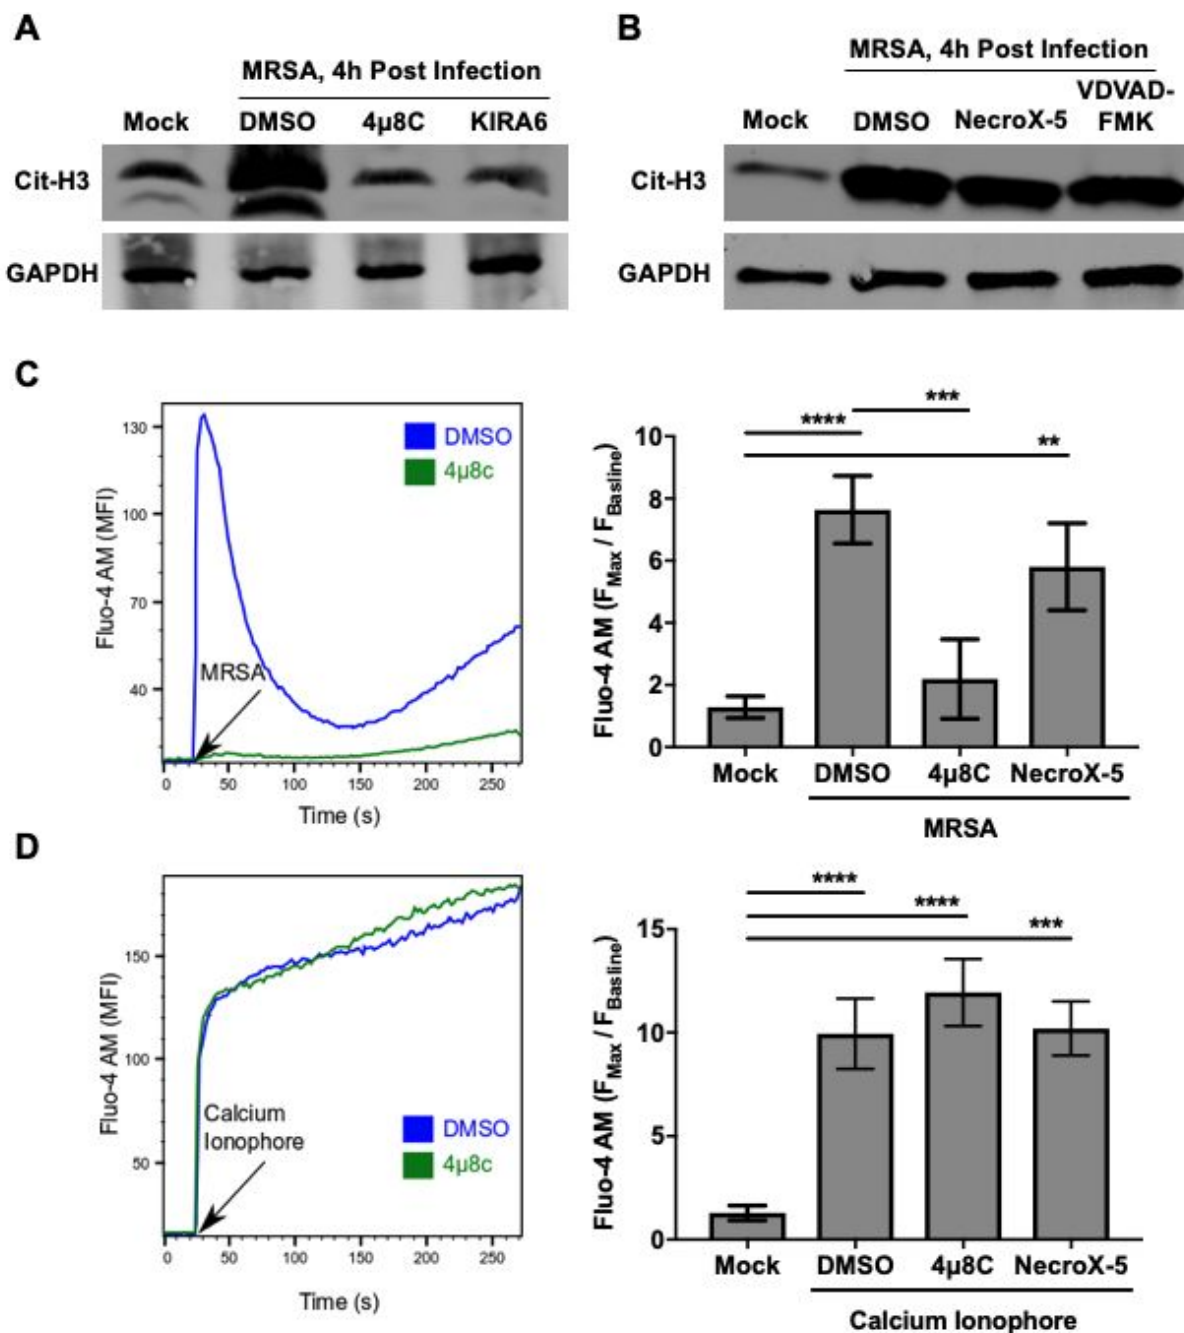 A
MRSA, 4h Post Infection
Mock DMSO 4µ8C KIRA6
Cit-H3
GAPDH
B
MRSA, 4h Post Infection
Mock DMSO NecroX-5 VDVAD-
FMK
Cit-H3
GAPDH
C
Fluo-4 AM (MFI)
130
100
70
40
DMSO
4µ8c
MRSA
0 50 100 150 200 250
Time (s)
Fluo-4 AM (FMax / FBasline)
10
8
6
4
2
0
**** ***
**
Mock DMSO 4µ8C NecroX-5
MRSA
D
Fluo-4 AM (MFI)
150
100
50
Calcium
Ionophore
DMSO
4µ8c
0 50 100 150 200 250
Time (s)
Fluo-4 AM (FMax / FBasline)
15
10
5
0
****
****
***
Mock DMSO 4µ8C NecroX-5
Calcium Ionophore